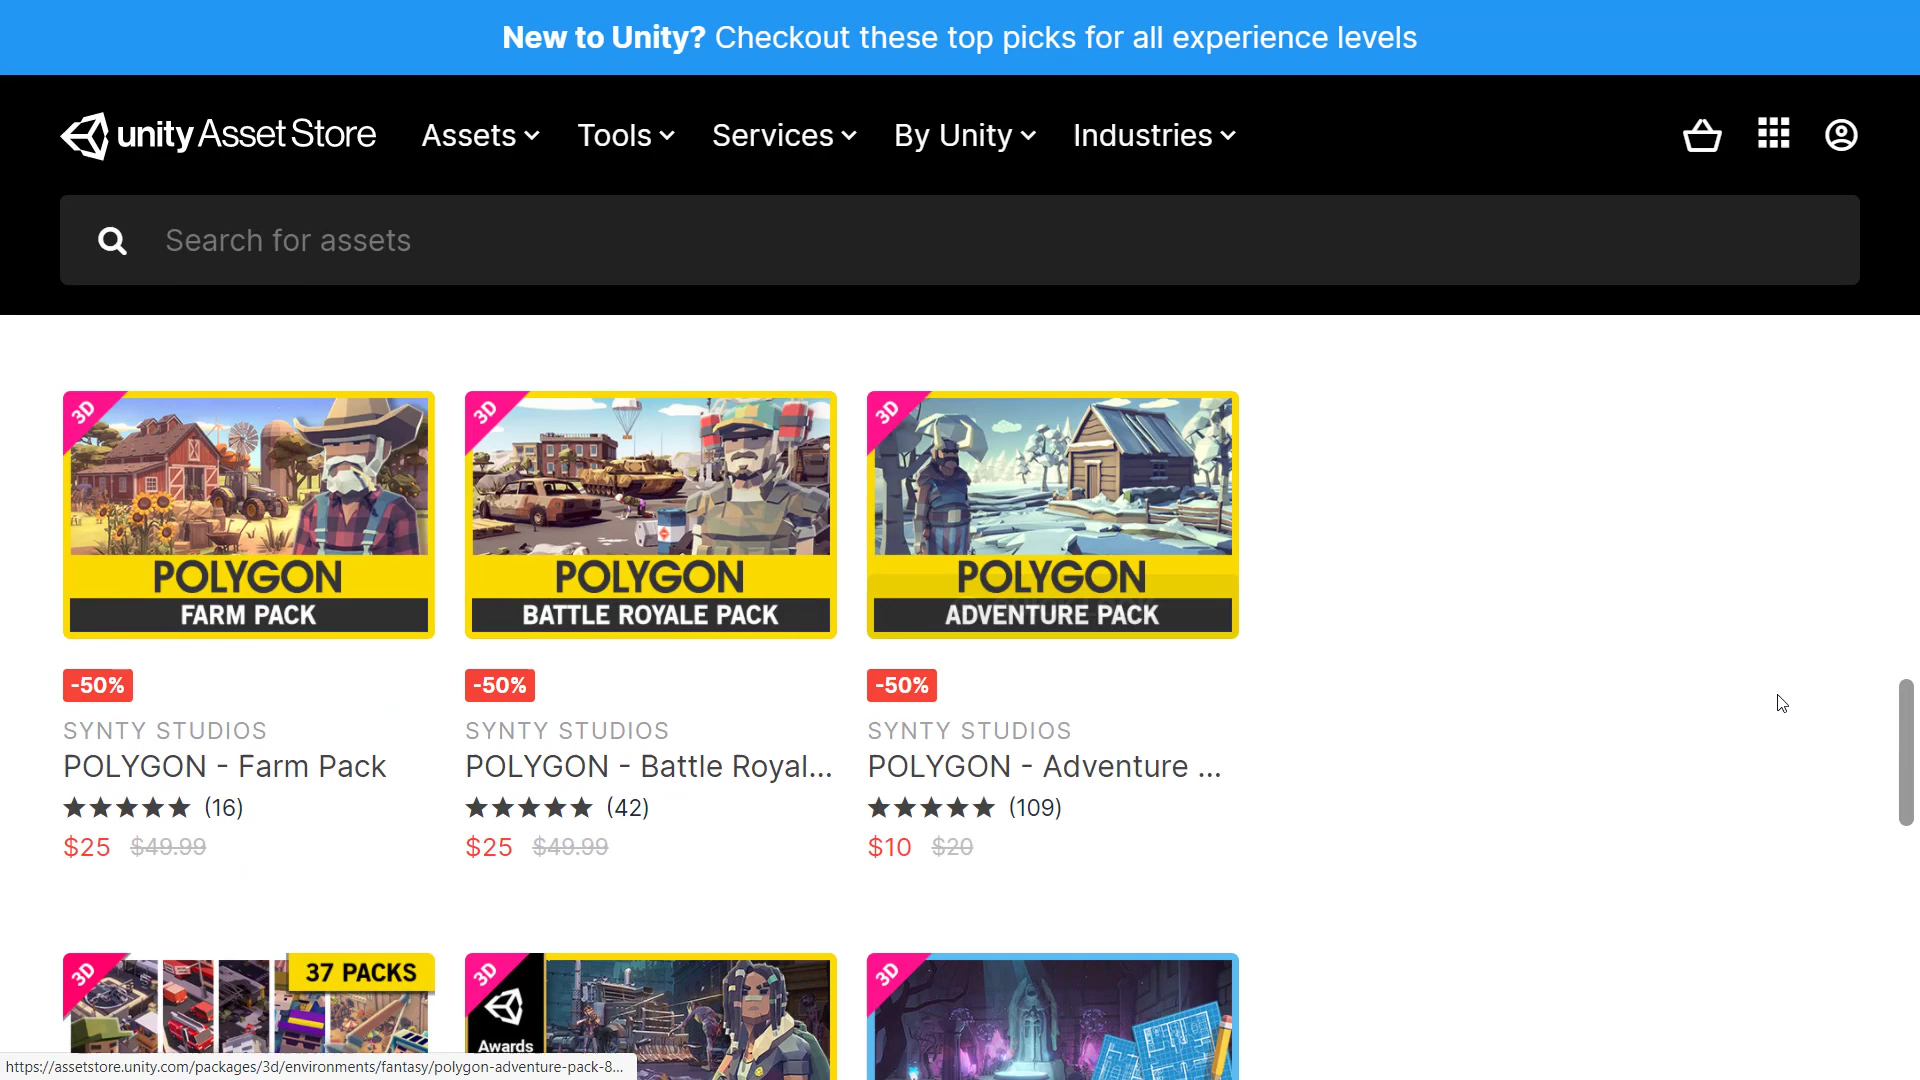 New to Unity? Checkout these top picks for all experience levels
unity Asset Store Assets Tools Services By Unity Industries
Search for assets
3D 3D 3D
POLYGON POLYGON POLYGON
FARM PACK BATTLE ROYALE PACK ADVENTURE PACK
-50% -50% -50%
SYNTY STUDIOS SYNTY STUDIOS SYNTY STUDIOS
POLYGON - Farm Pack POLYGON - Battle Royal... POLYGON - Adventure ...
(16) (42) (109)
$25 $49.99 $25 $49.99 $10 $20
3D 37 PACKS 3D 3D
Awards
https://assetstore.unity.com/packages/3d/environments/fantasy/polygon-adventure-pack-8...